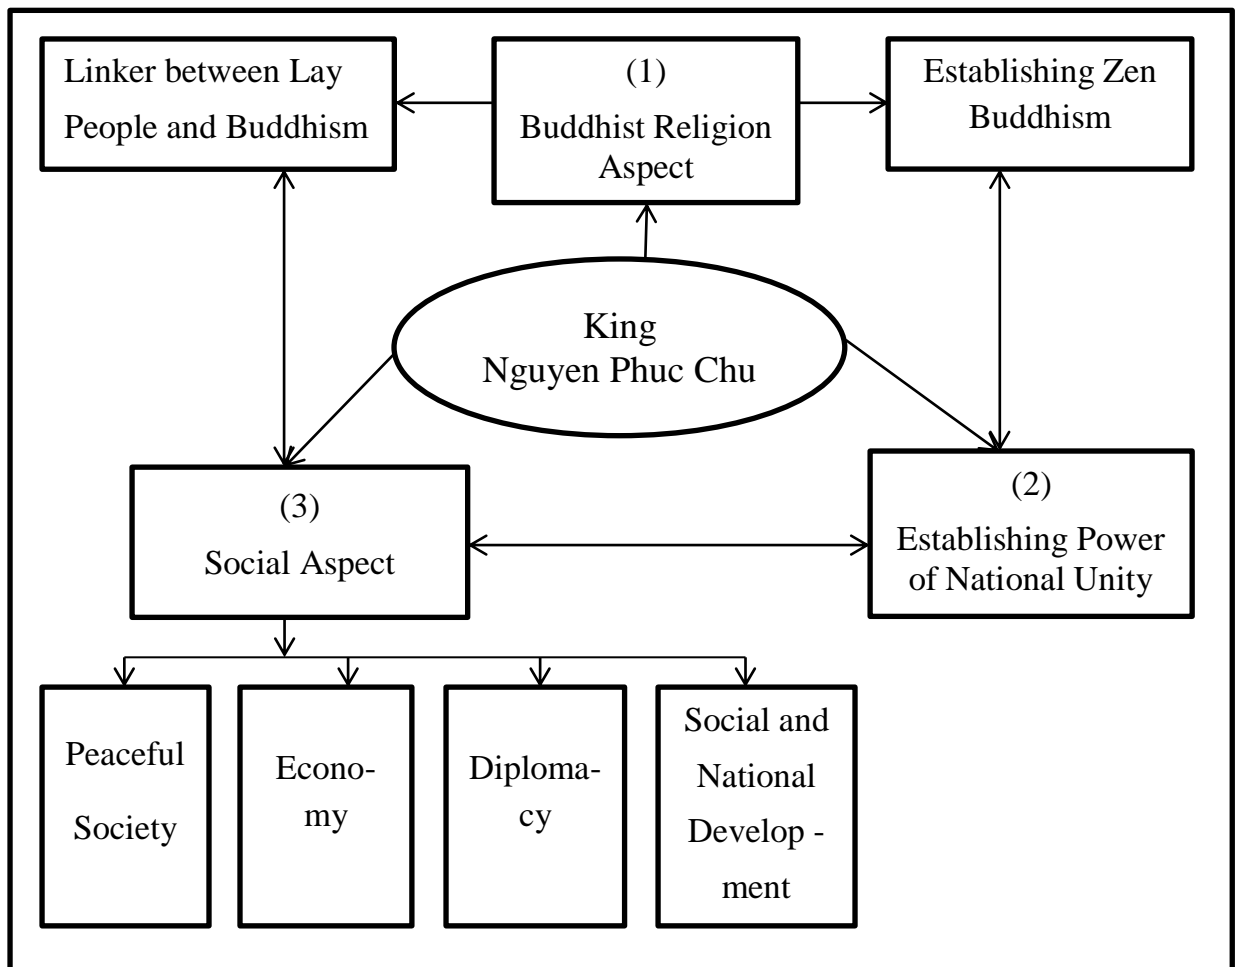 Linker between Lay
People and Buddhism
(1)
Buddhist Religion
Aspect
Establishing Zen
Buddhism
King
Nguyen Phuc Chu
(3)
Social Aspect
(2)
Establishing Power
of National Unity
Peaceful
Society
Econo-
my
Diploma-
cy
Social and
National
Develop -
ment